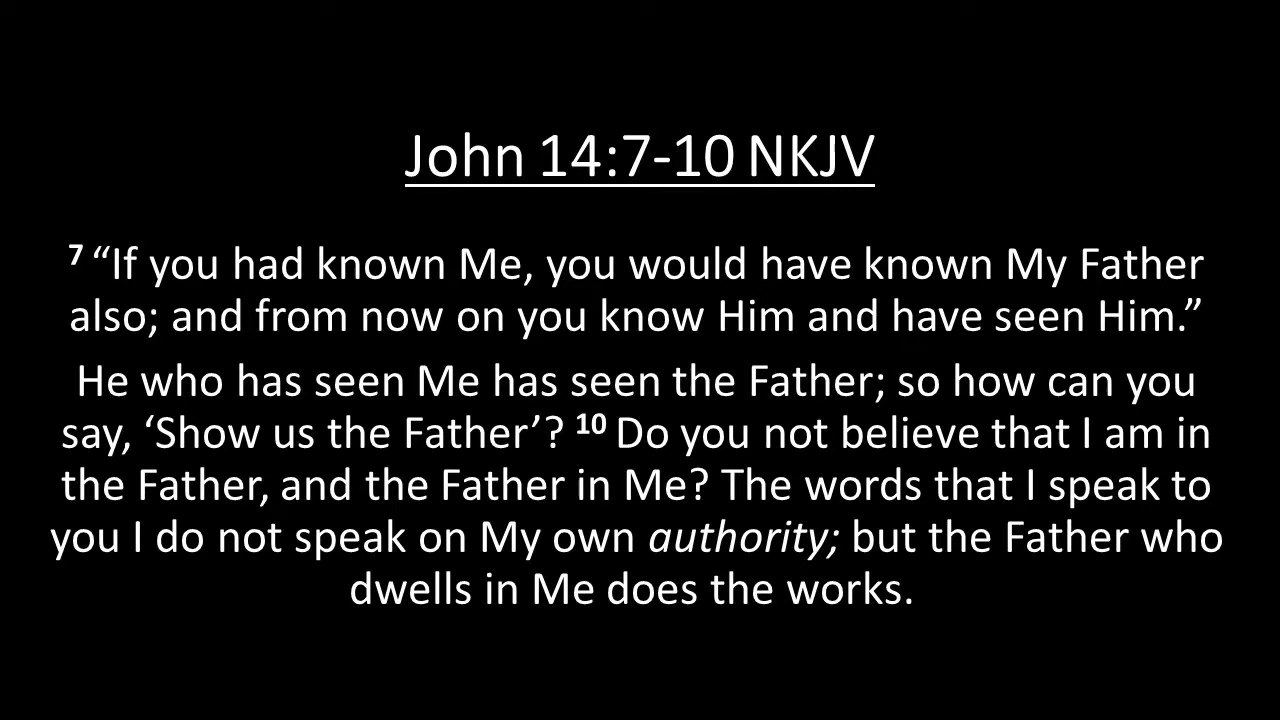 John 14:7-10 NKJV
7 “If you had known Me, you would have known My Father
also; and from now on you know Him and have seen Him.”
He who has seen Me has seen the Father; so how can you
say, ‘Show us the Father’? 10 Do you not believe that I am in
the Father, and the Father in Me? The words that I speak to
you I do not speak on My own authority; but the Father who
dwells in Me does the works.